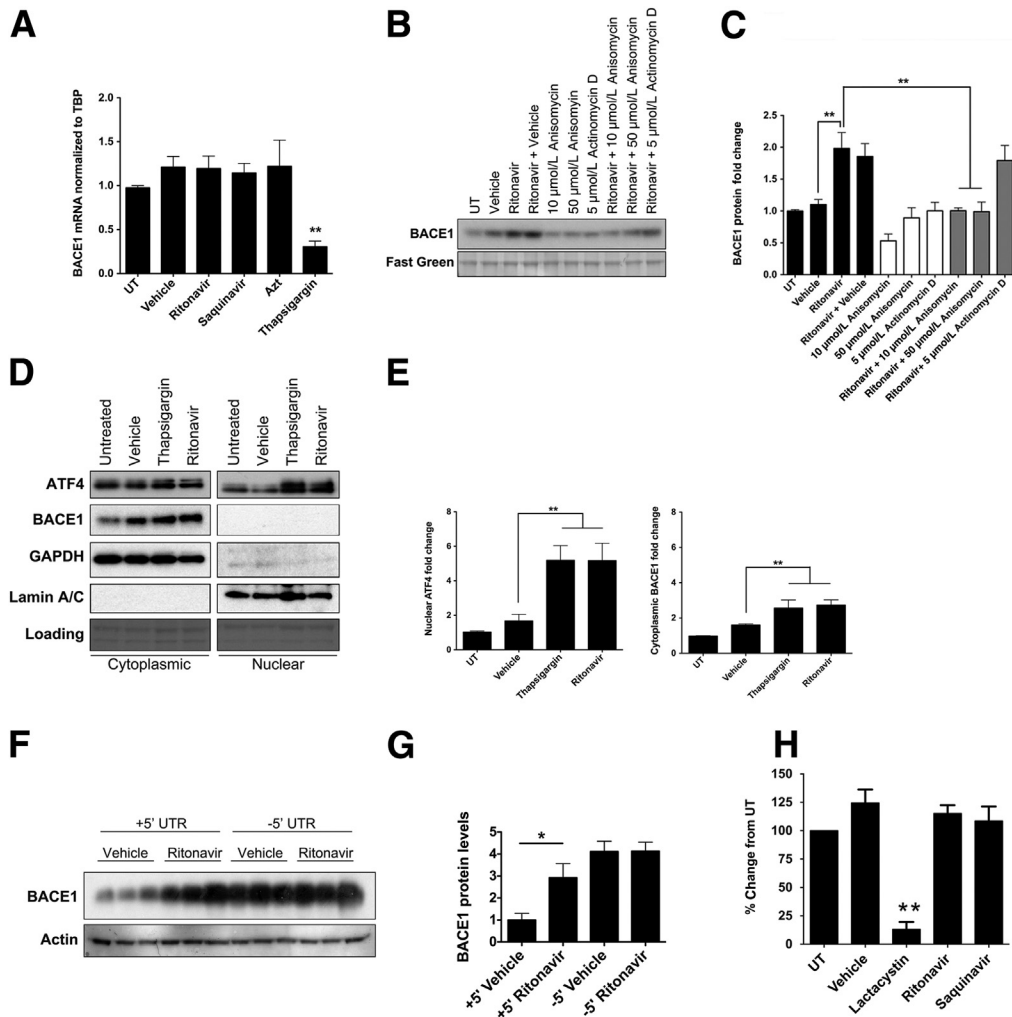 A
BACE1 mRNA normalized to TBP
2.0
1.5
1.0
0.5
0.0
**
UT
Vehicle
Ritonavir
Saquinavir
Azt
Thapsigargin
B
UT
Vehicle
Ritonavir
Ritonavir + Vehicle
10 µmol/L Anisomycin
50 µmol/L Anisomyin
5 µmol/L Actinomycin D
Ritonavir + 10 µmol/L Anisomycin
Ritonavir + 50 µmol/L Anisomycin
Ritonavir + 5 µmol/L Actinomycin D
BACE1
Fast Green
C
BACE1 protein fold change
2.5
2.0
1.5
1.0
0.5
0.0
**
**
UT
Vehicle
Ritonavir
Ritonavir + Vehicle
10 µmol/L Anisomycin
50 µmol/L Anisomycin
5 µmol/L Actinomycin D
Ritonavir + 10 µmol/L Anisomycin
Ritonavir + 50 µmol/L Anisomycin
Ritonavir+ 5 µmol/L Actinomycin D
D
Untreated
Vehicle
Thapsigargin
Ritonavir
Untreated
Vehicle
Thapsigargin
Ritonavir
ATF4
BACE1
GAPDH
Lamin A/C
Loading
Cytoplasmic
Nuclear
E
Nuclear ATF4 fold change
8
6
4
2
0
**
UT
Vehicle
Thapsigargin
Ritonavir
Cytoplasmic BACE1 fold change
8
6
4
2
0
**
UT
Vehicle
Thapsigargin
Ritonavir
F
+5' UTR
-5' UTR
Vehicle
Ritonavir
Vehicle
Ritonavir
BACE1
Actin
G
BACE1 protein levels
5
4
3
2
1
0
*
+5' Vehicle
+5' Ritonavir
-5' Vehicle
-5' Ritonavir
H
% Change from UT
150
125
100
75
50
25
0
**
UT
Vehicle
Lactacystin
Ritonavir
Saquinavir